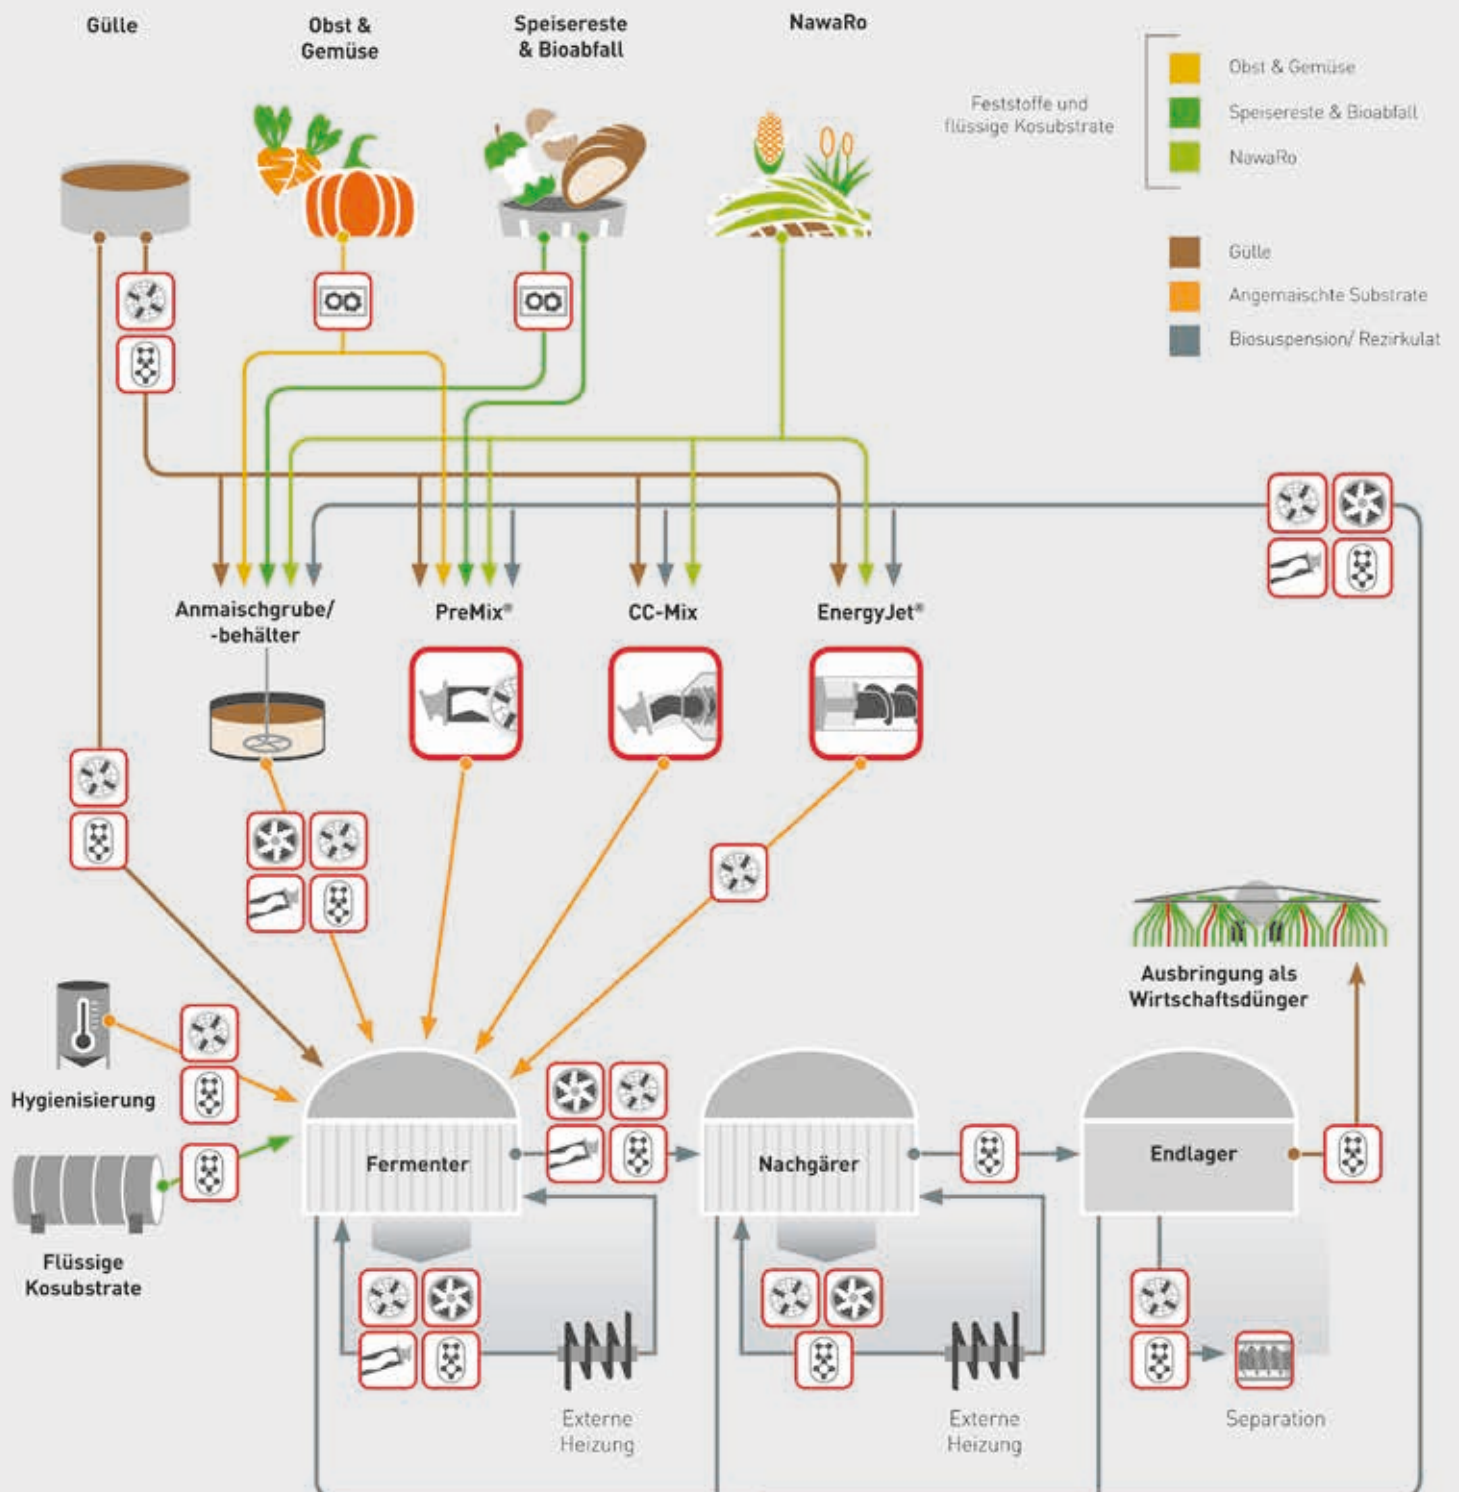 Gülle
Obst &
Gemüse
Speisereste
& Bioabfall
NawaRo
Feststoffe und
flüssige Kosubstrate
Obst & Gemüse
Speisereste & Bioabfall
NawaRo
Gülle
Angemaischte Substrate
Biosuspension/ Rezirkulat
Anmaischgrube/
-behälter
PreMix®
CC-Mix
EnergyJet®
Ausbringung als
Wirtschaftsdünger
Hygienisierung
Fermenter
Nachgärer
Endlager
Flüssige
Kosubstrate
Externe
Heizung
Externe
Heizung
Separation